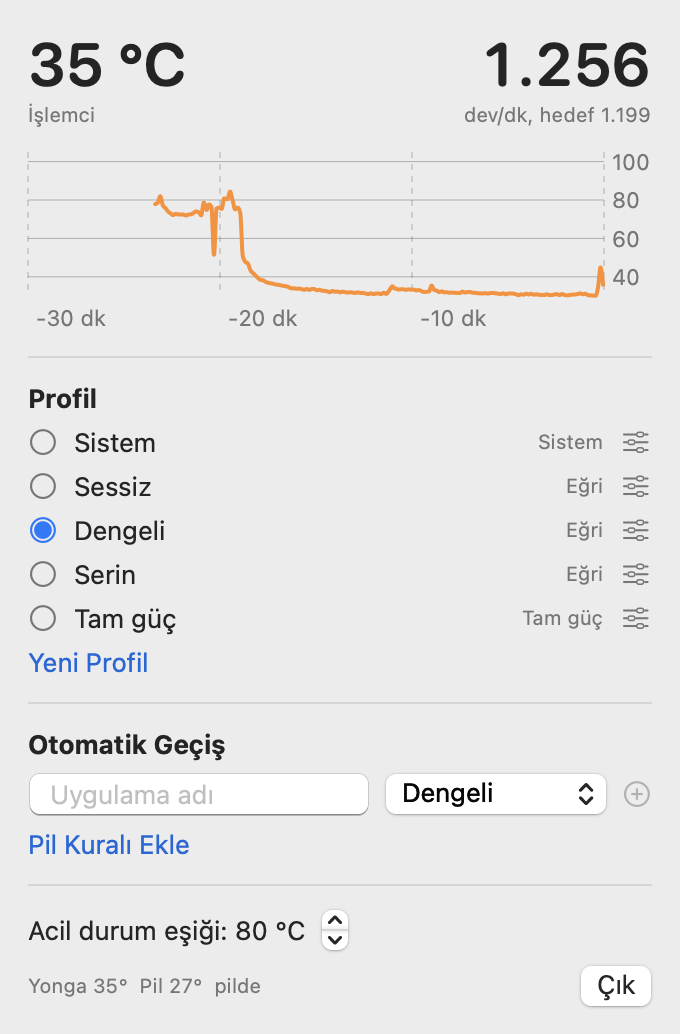 35 °C 1.256
İşlemci dev/dk, hedef 1.199
100
80
60
40
-30 dk -20 dk -10 dk
Profil
Sistem Sistem
Sessiz Eğri
Dengeli Eğri
Serin Eğri
Tam güç Tam güç
Yeni Profil
Otomatik Geçiş
Uygulama adı Dengeli
Pil Kuralı Ekle
Acil durum eşiği: 80 °C
Yonga 35° Pil 27° pilde Çık